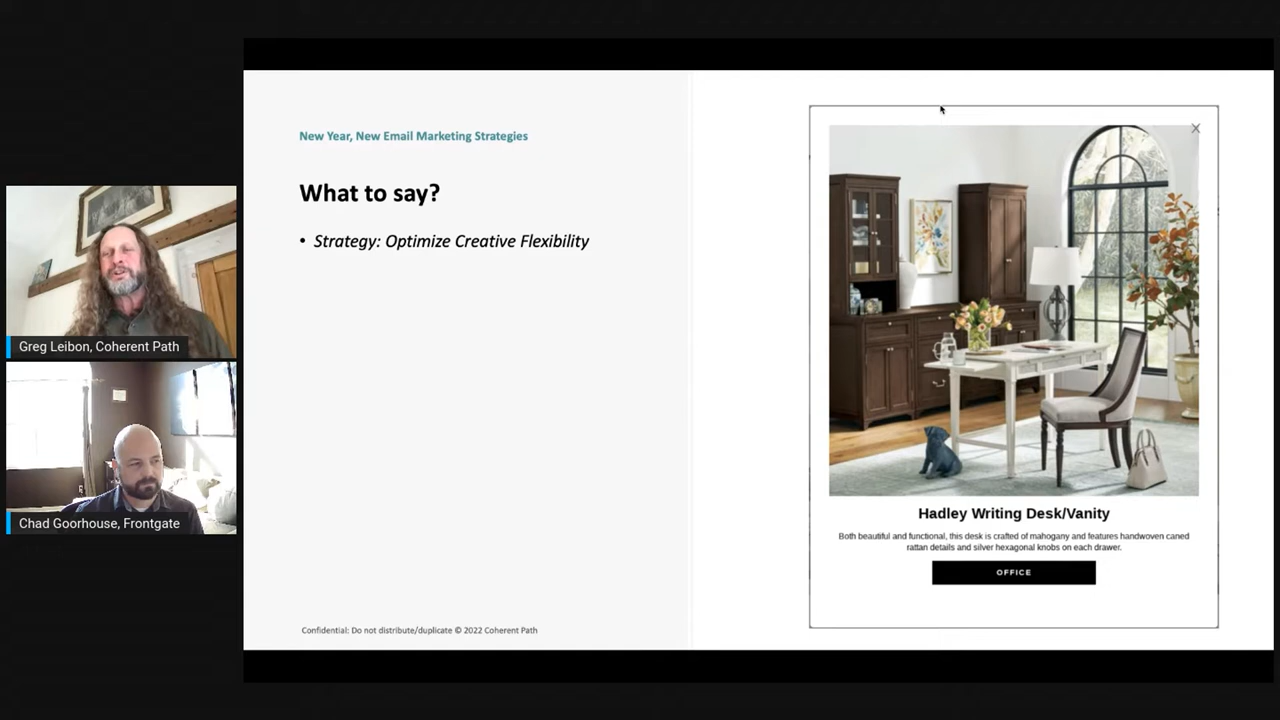 New Year, New Email Marketing Strategies
What to say?
• Strategy: Optimize Creative Flexibility
Confidential: Do not distribute/duplicate © 2022 Coherent Path
Hadley Writing Desk/Vanity
Both beautiful and functional, this desk is crafted of mahogany and features handwoven caned
rattan details and silver hexagonal knobs on each drawer.
OFFICE
Greg Leibon, Coherent Path
Chad Goorhouse, Frontgate